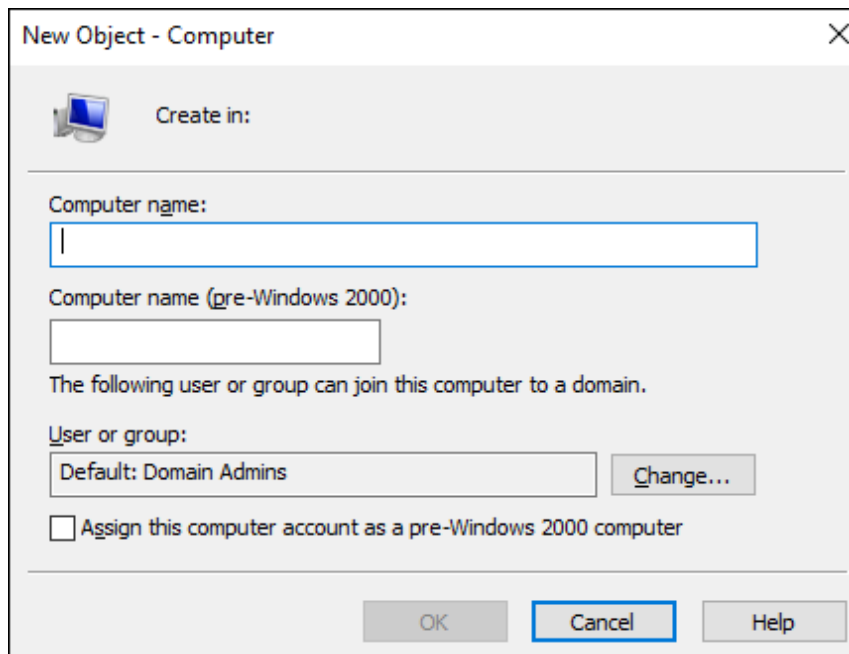 New Object - Computer
Create in:
Computer name:
Computer name (pre-Windows 2000):
The following user or group can join this computer to a domain.
User or group:
Default: Domain Admins
Change...
Assign this computer account as a pre-Windows 2000 computer
OK
Cancel
Help